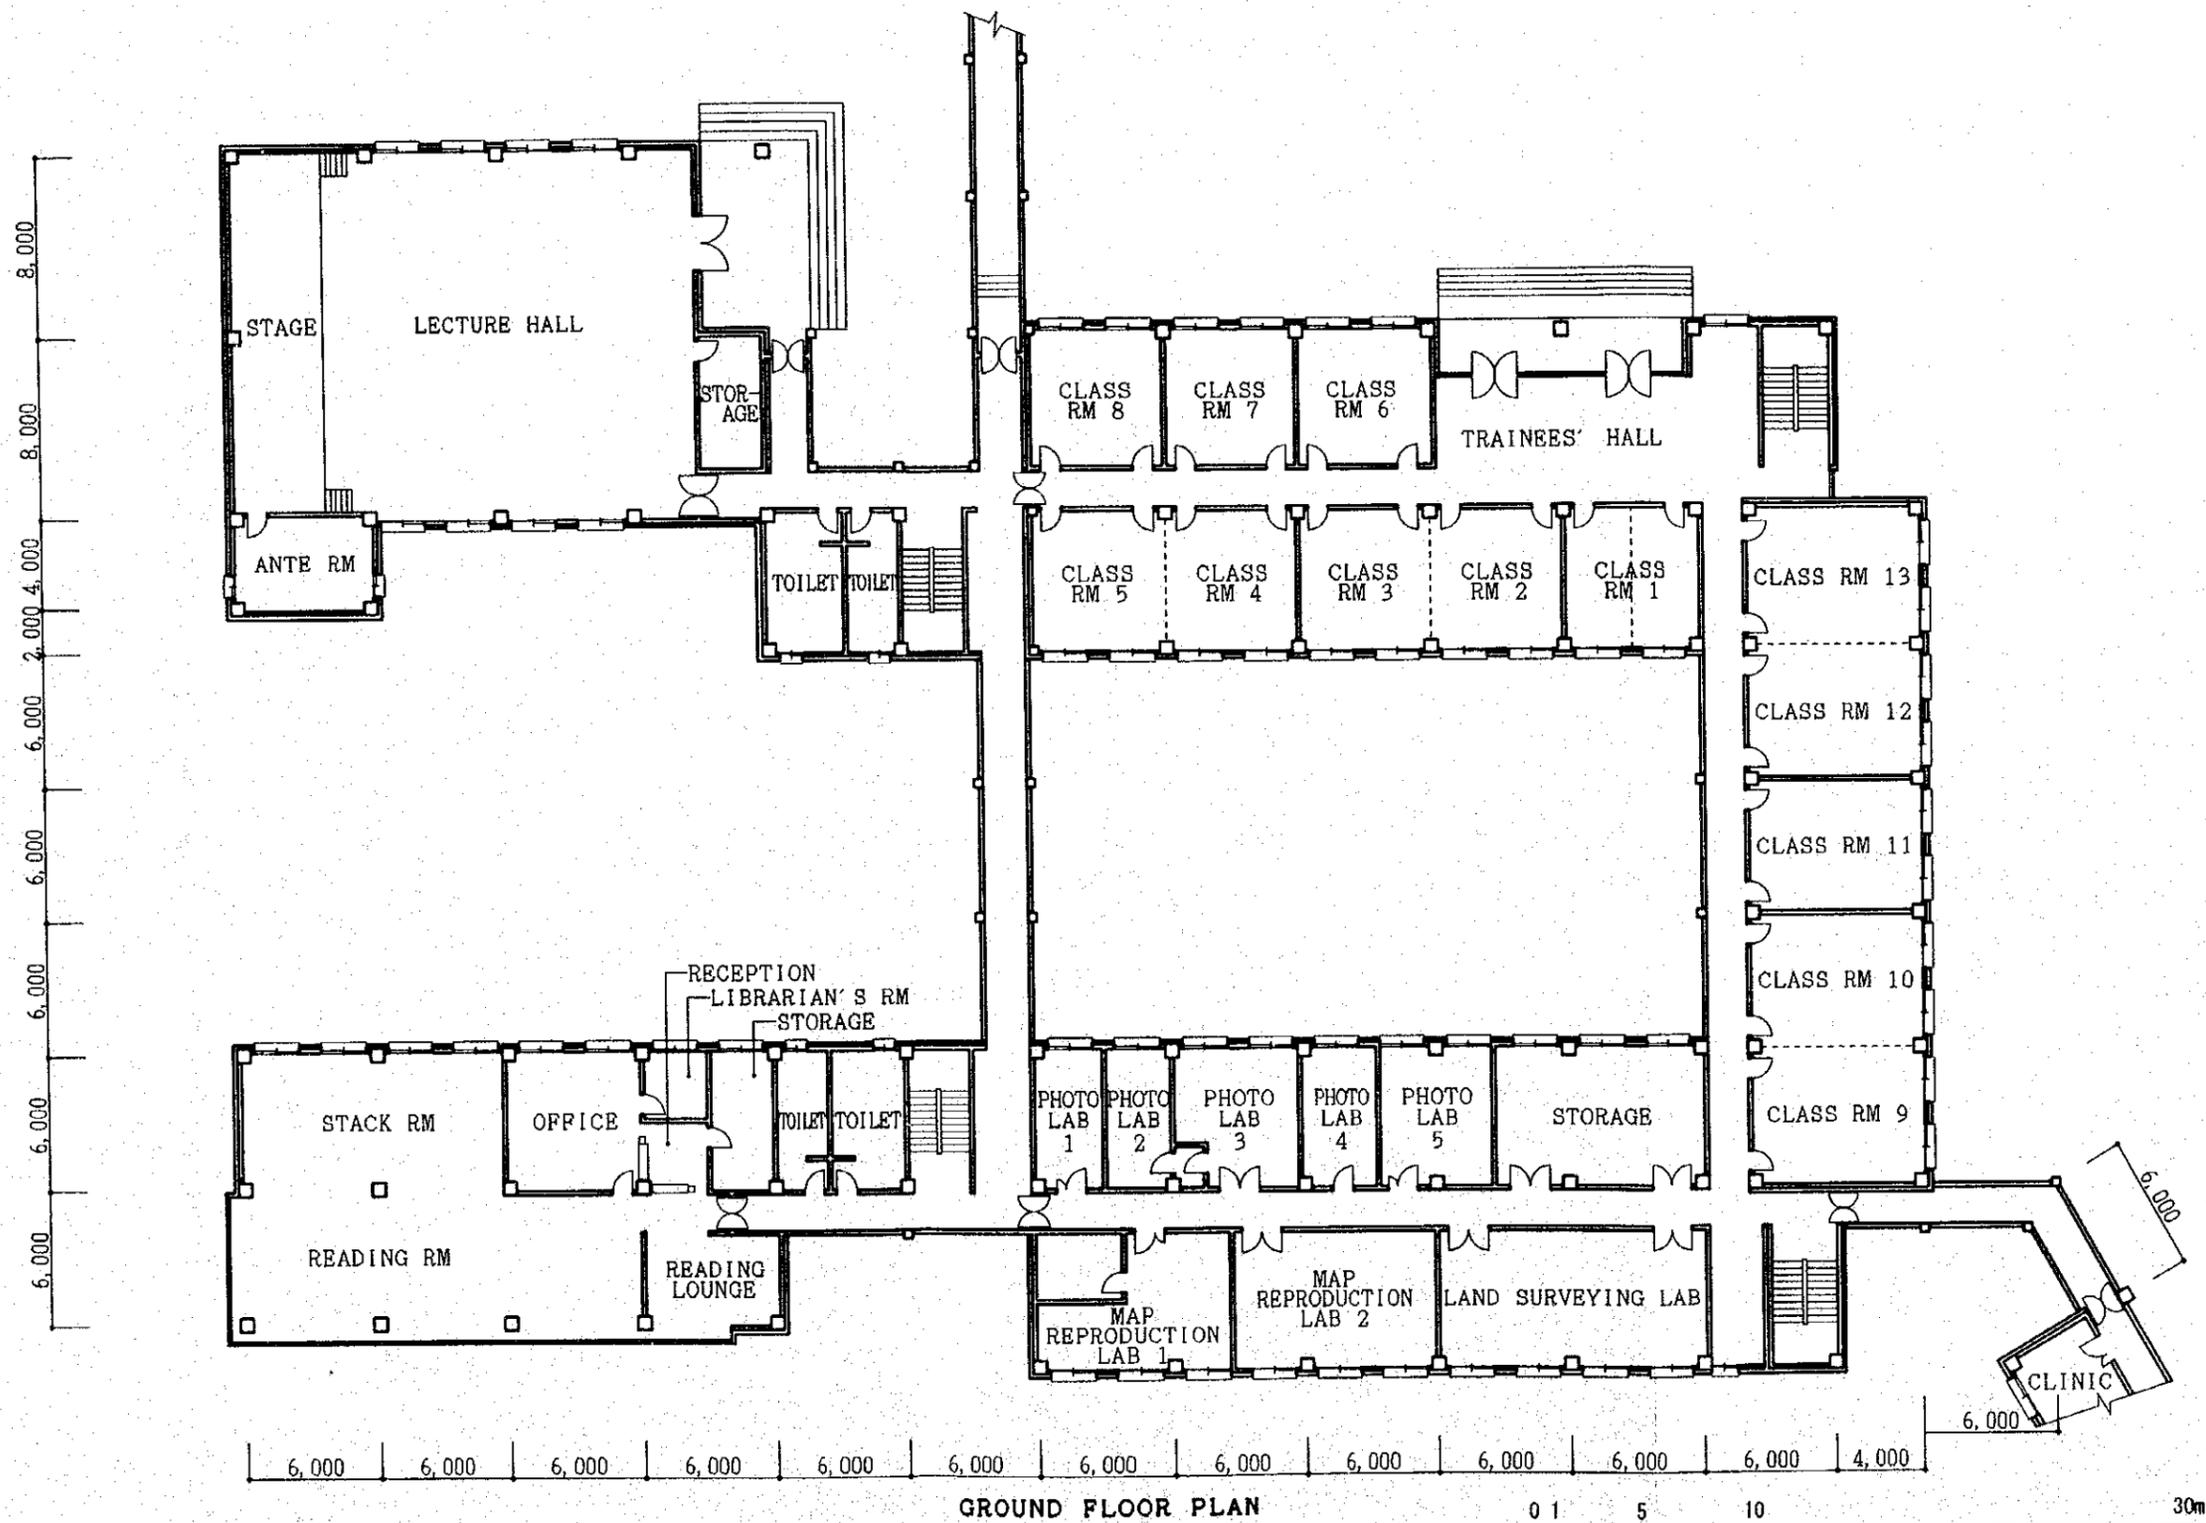 8,000
8,000
4,000
2,000
6,000
6,000
6,000
6,000
6,000
STAGE
LECTURE HALL
STOR-
AGE
ANTE RM
TOILET
TOILET
CLASS
RM 8
CLASS
RM 7
CLASS
RM 6
TRAINEES' HALL
CLASS
RM 5
CLASS
RM 4
CLASS
RM 3
CLASS
RM 2
CLASS
RM 1
CLASS RM 13
CLASS RM 12
CLASS RM 11
CLASS RM 10
CLASS RM 9
RECEPTION
LIBRARIAN'S RM
STORAGE
STACK RM
OFFICE
TOILET
TOILET
READING RM
READING
LOUNGE
PHOTO
LAB
1
PHOTO
LAB
2
PHOTO
LAB
3
PHOTO
LAB
4
PHOTO
LAB
5
STORAGE
MAP
REPRODUCTION
LAB 1
MAP
REPRODUCTION
LAB 2
LAND SURVEYING LAB
6,000
CLINIC
6,000
6,000
6,000
6,000
6,000
6,000
6,000
6,000
6,000
6,000
6,000
6,000
6,000
4,000
GROUND FLOOR PLAN
0 1 5 10 30m